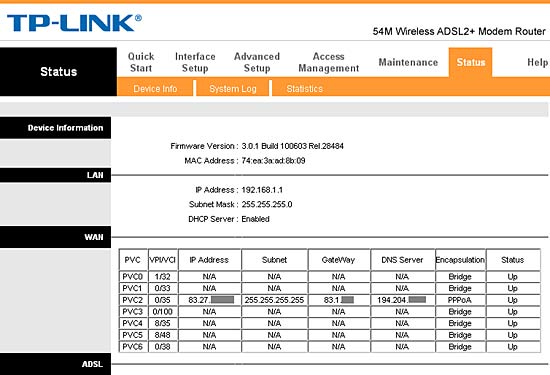 TP-LINK®
54M Wireless ADSL2+ Modem Router
Status
Quick Start
Interface Setup
Advanced Setup
Access Management
Maintenance
Status
Help
Device Info
System Log
Statistics
Device Information
Firmware Version : 3.0.1 Build 100603 Rel.28484
MAC Address : 74:ea:3a:ad:8b:09
LAN
IP Address : 192.168.1.1
Subnet Mask : 255.255.255.0
DHCP Server : Enabled
WAN
PVC VPI/VCI IP Address Subnet GateWay DNS Server Encapsulation Status
PVC0 1/32 N/A N/A N/A N/A Bridge Up
PVC1 0/33 N/A N/A N/A N/A Bridge Up
PVC2 0/35 83.27. 255.255.255.255 83.1. 194.204. PPPoA Up
PVC3 0/100 N/A N/A N/A N/A Bridge Up
PVC4 8/35 N/A N/A N/A N/A Bridge Up
PVC5 8/48 N/A N/A N/A N/A Bridge Up
PVC6 0/38 N/A N/A N/A N/A Bridge Up
ADSL